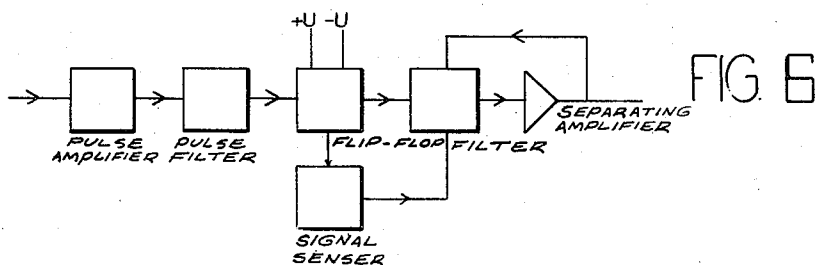 +U -U
FIG. 6
PULSE AMPLIFIER
PULSE FILTER
FLIP-FLOP
FILTER
SEPARATING AMPLIFIER
SIGNAL SENSER